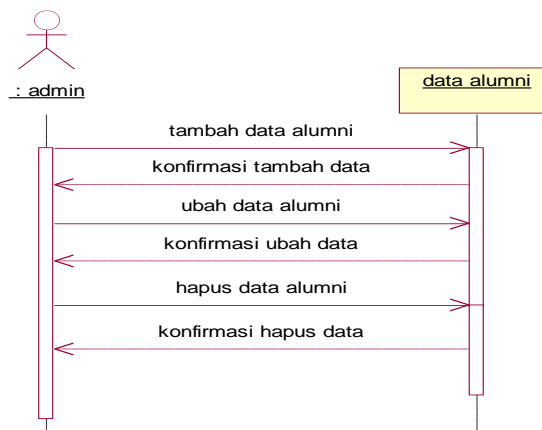 : admin
data alumni
tambah data alumni
konfirmasi tambah data
ubah data alumni
konfirmasi ubah data
hapus data alumni
konfirmasi hapus data